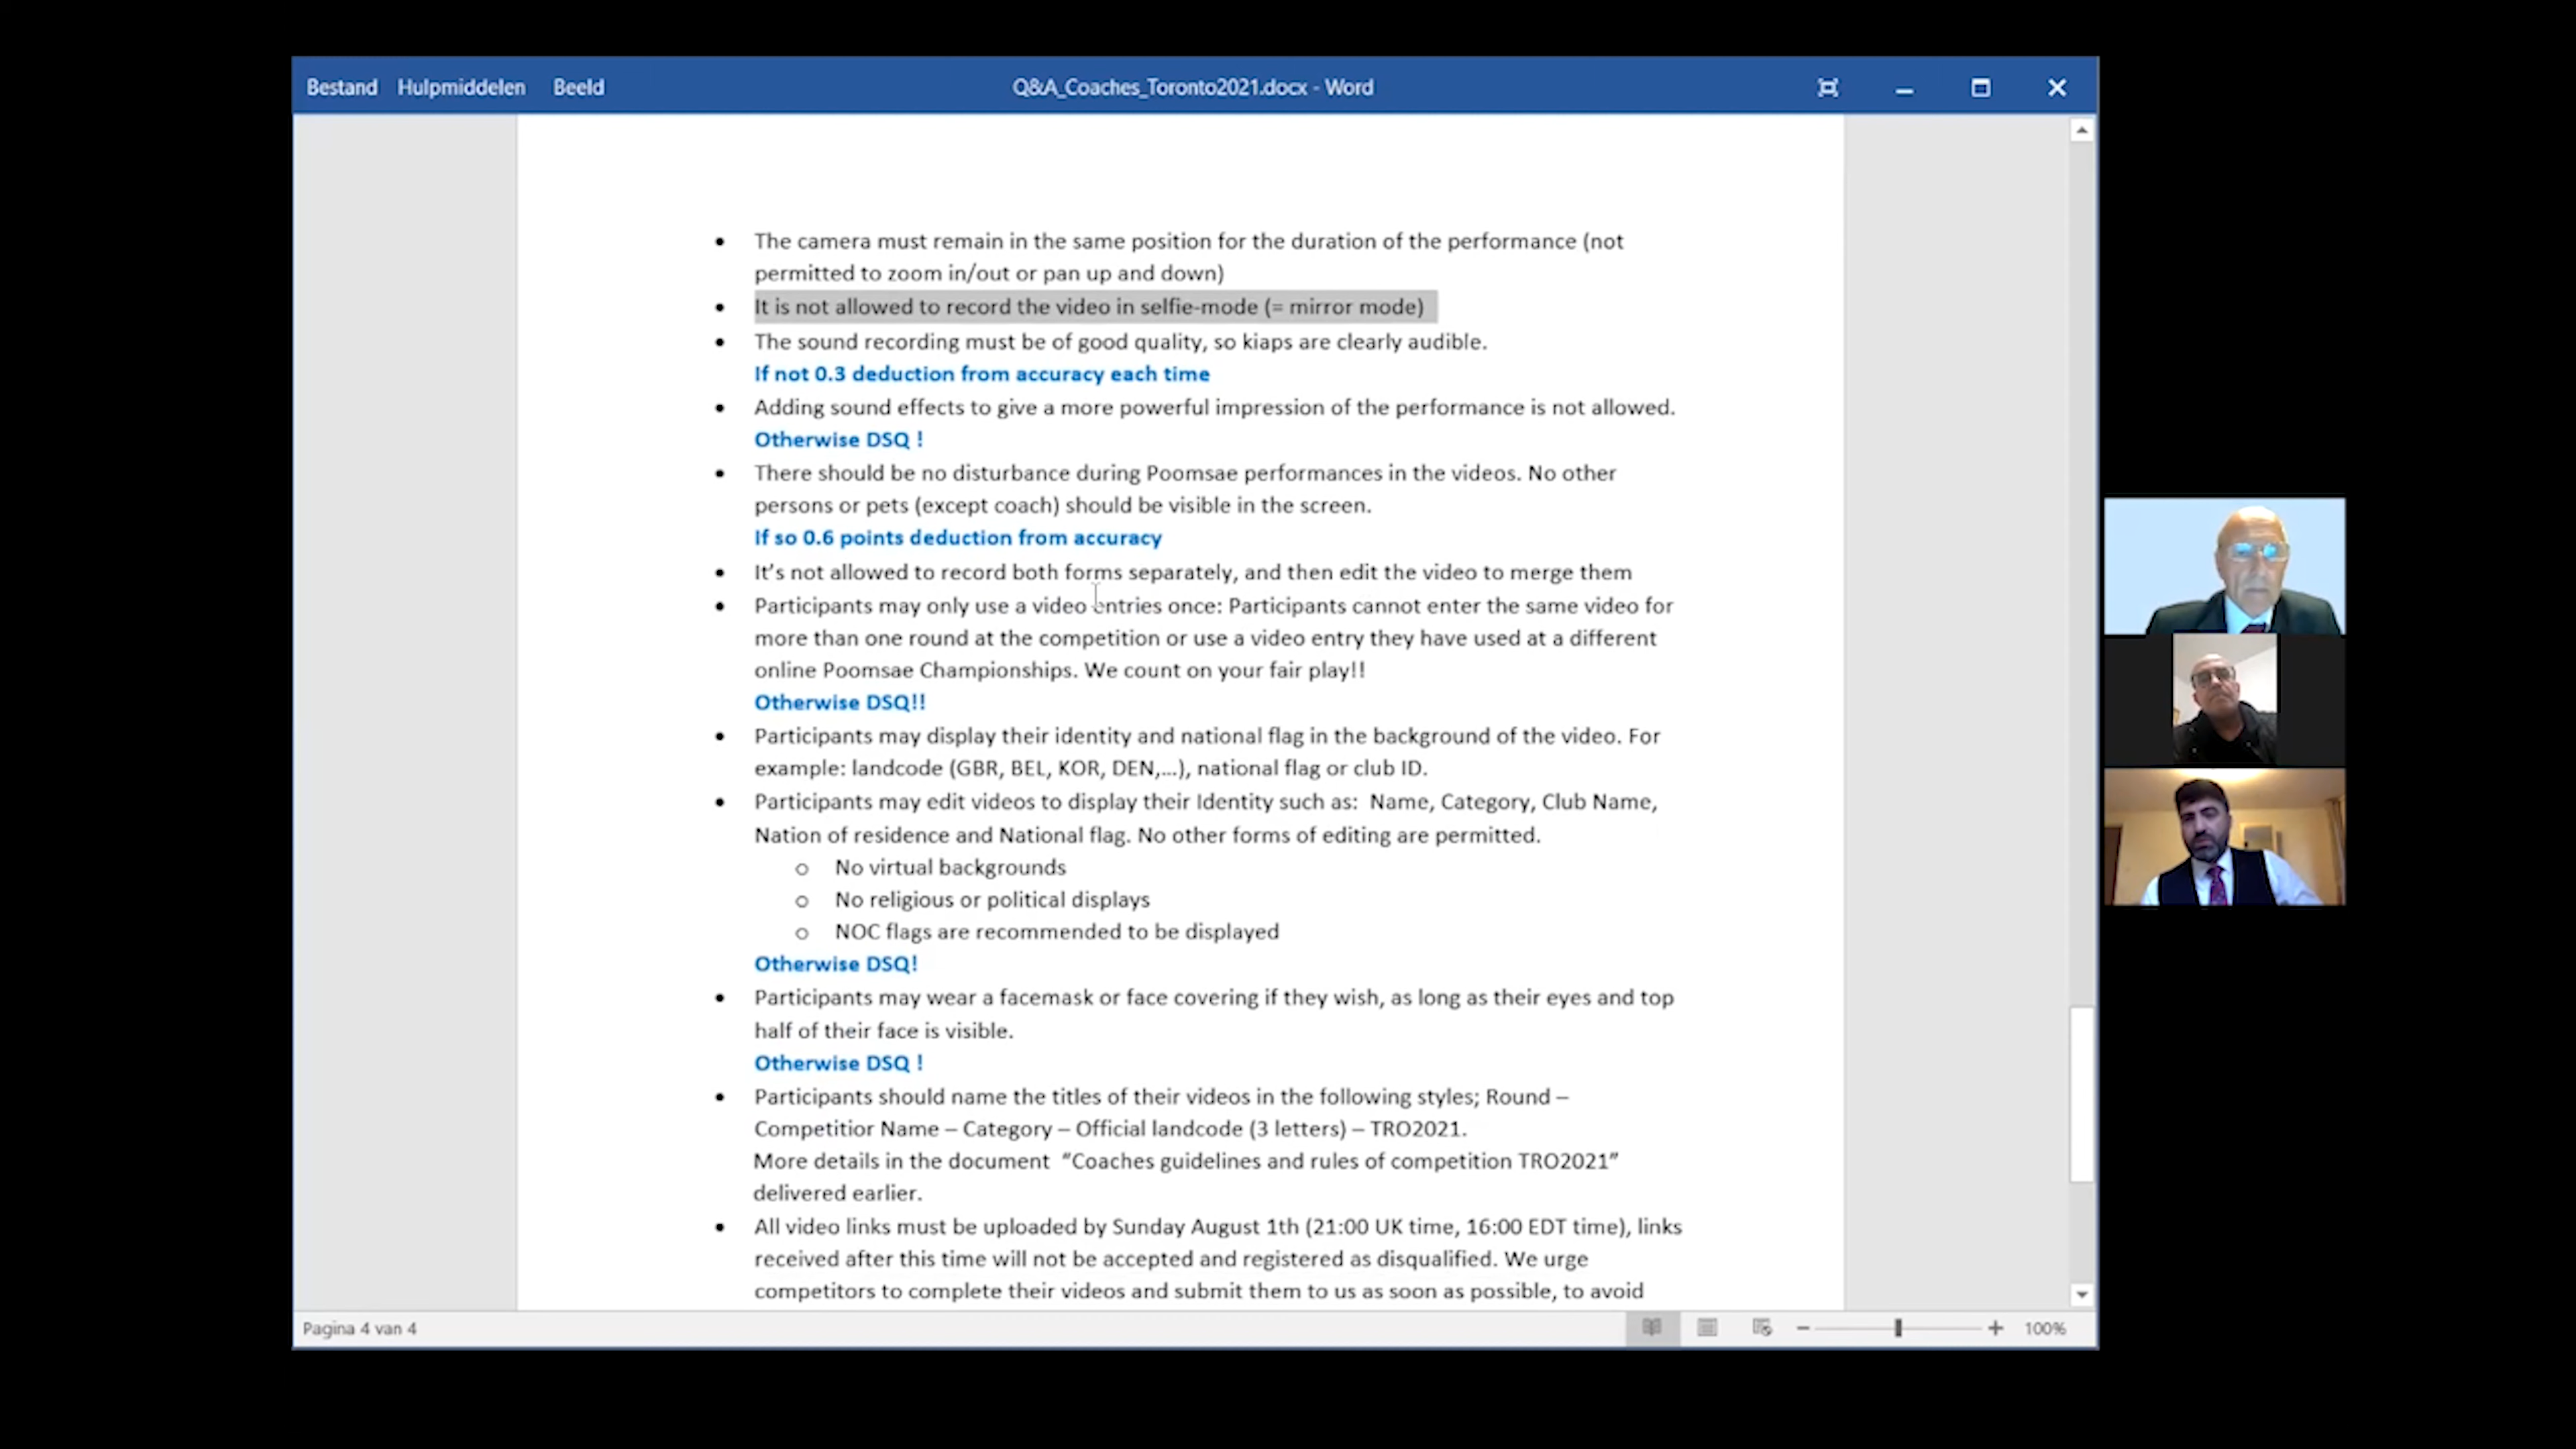 Bestand Hulpmiddelen Beeld Q&A_Coaches_Toronto2021.docx - Word
• The camera must remain in the same position for the duration of the performance (not
permitted to zoom in/out or pan up and down)
• It is not allowed to record the video in selfie-mode (= mirror mode)
• The sound recording must be of good quality, so kiaps are clearly audible.
If not 0.3 deduction from accuracy each time
• Adding sound effects to give a more powerful impression of the performance is not allowed.
Otherwise DSQ !
• There should be no disturbance during Poomsae performances in the videos. No other
persons or pets (except coach) should be visible in the screen.
If so 0.6 points deduction from accuracy
• It's not allowed to record both forms separately, and then edit the video to merge them
• Participants may only use a video entries once: Participants cannot enter the same video for
more than one round at the competition or use a video entry they have used at a different
online Poomsae Championships. We count on your fair play!!
Otherwise DSQ!!
• Participants may display their identity and national flag in the background of the video. For
example: landcode (GBR, BEL, KOR, DEN,...), national flag or club ID.
• Participants may edit videos to display their Identity such as: Name, Category, Club Name,
Nation of residence and National flag. No other forms of editing are permitted.
o No virtual backgrounds
o No religious or political displays
o NOC flags are recommended to be displayed
Otherwise DSQ!
• Participants may wear a facemask or face covering if they wish, as long as their eyes and top
half of their face is visible.
Otherwise DSQ !
• Participants should name the titles of their videos in the following styles; Round –
Competitior Name – Category – Official landcode (3 letters) – TRO2021.
More details in the document "Coaches guidelines and rules of competition TRO2021"
delivered earlier.
• All video links must be uploaded by Sunday August 1th (21:00 UK time, 16:00 EDT time), links
received after this time will not be accepted and registered as disqualified. We urge
competitors to complete their videos and submit them to us as soon as possible, to avoid
Pagina 4 van 4 100%